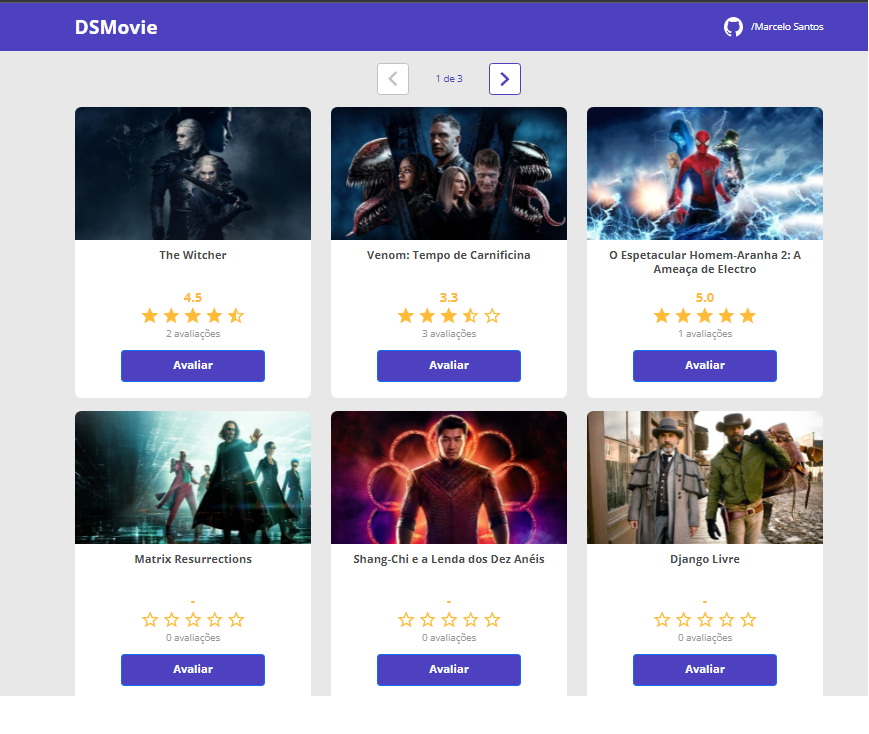 DSMovie
/Marcelo Santos
1 de 3
The Witcher
4.5
2 avaliações
Avaliar
Venom: Tempo de Carnificina
3.3
3 avaliações
Avaliar
O Espetacular Homem-Aranha 2: A
Ameaça de Electro
5.0
1 avaliações
Avaliar
Matrix Resurrections
-
0 avaliações
Avaliar
Shang-Chi e a Lenda dos Dez Anéis
-
0 avaliações
Avaliar
Django Livre
-
0 avaliações
Avaliar